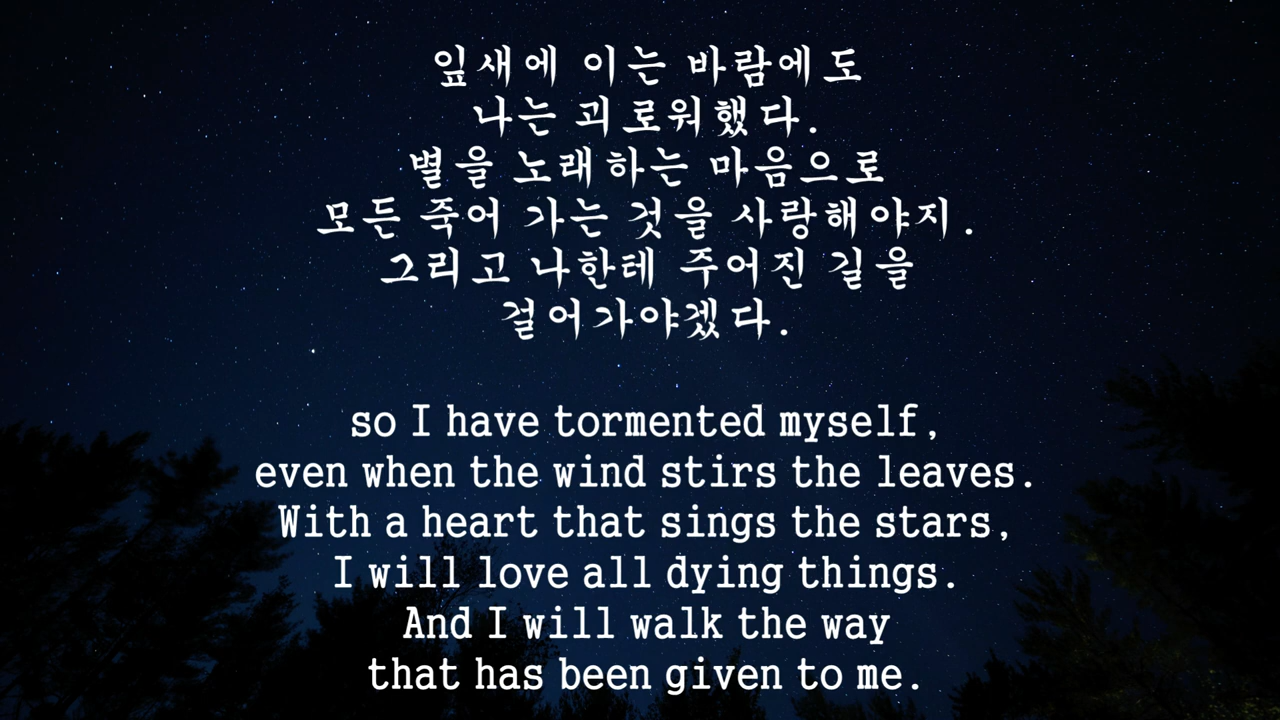 잎새에 이는 바람에도
나는 괴로워했다.
별을 노래하는 마음으로
모든 죽어 가는 것을 사랑해야지.
그리고 나한테 주어진 길을
걸어가야겠다.
so I have tormented myself,
even when the wind stirs the leaves.
With a heart that sings the stars,
I will love all dying things.
And I will walk the way
that has been given to me.